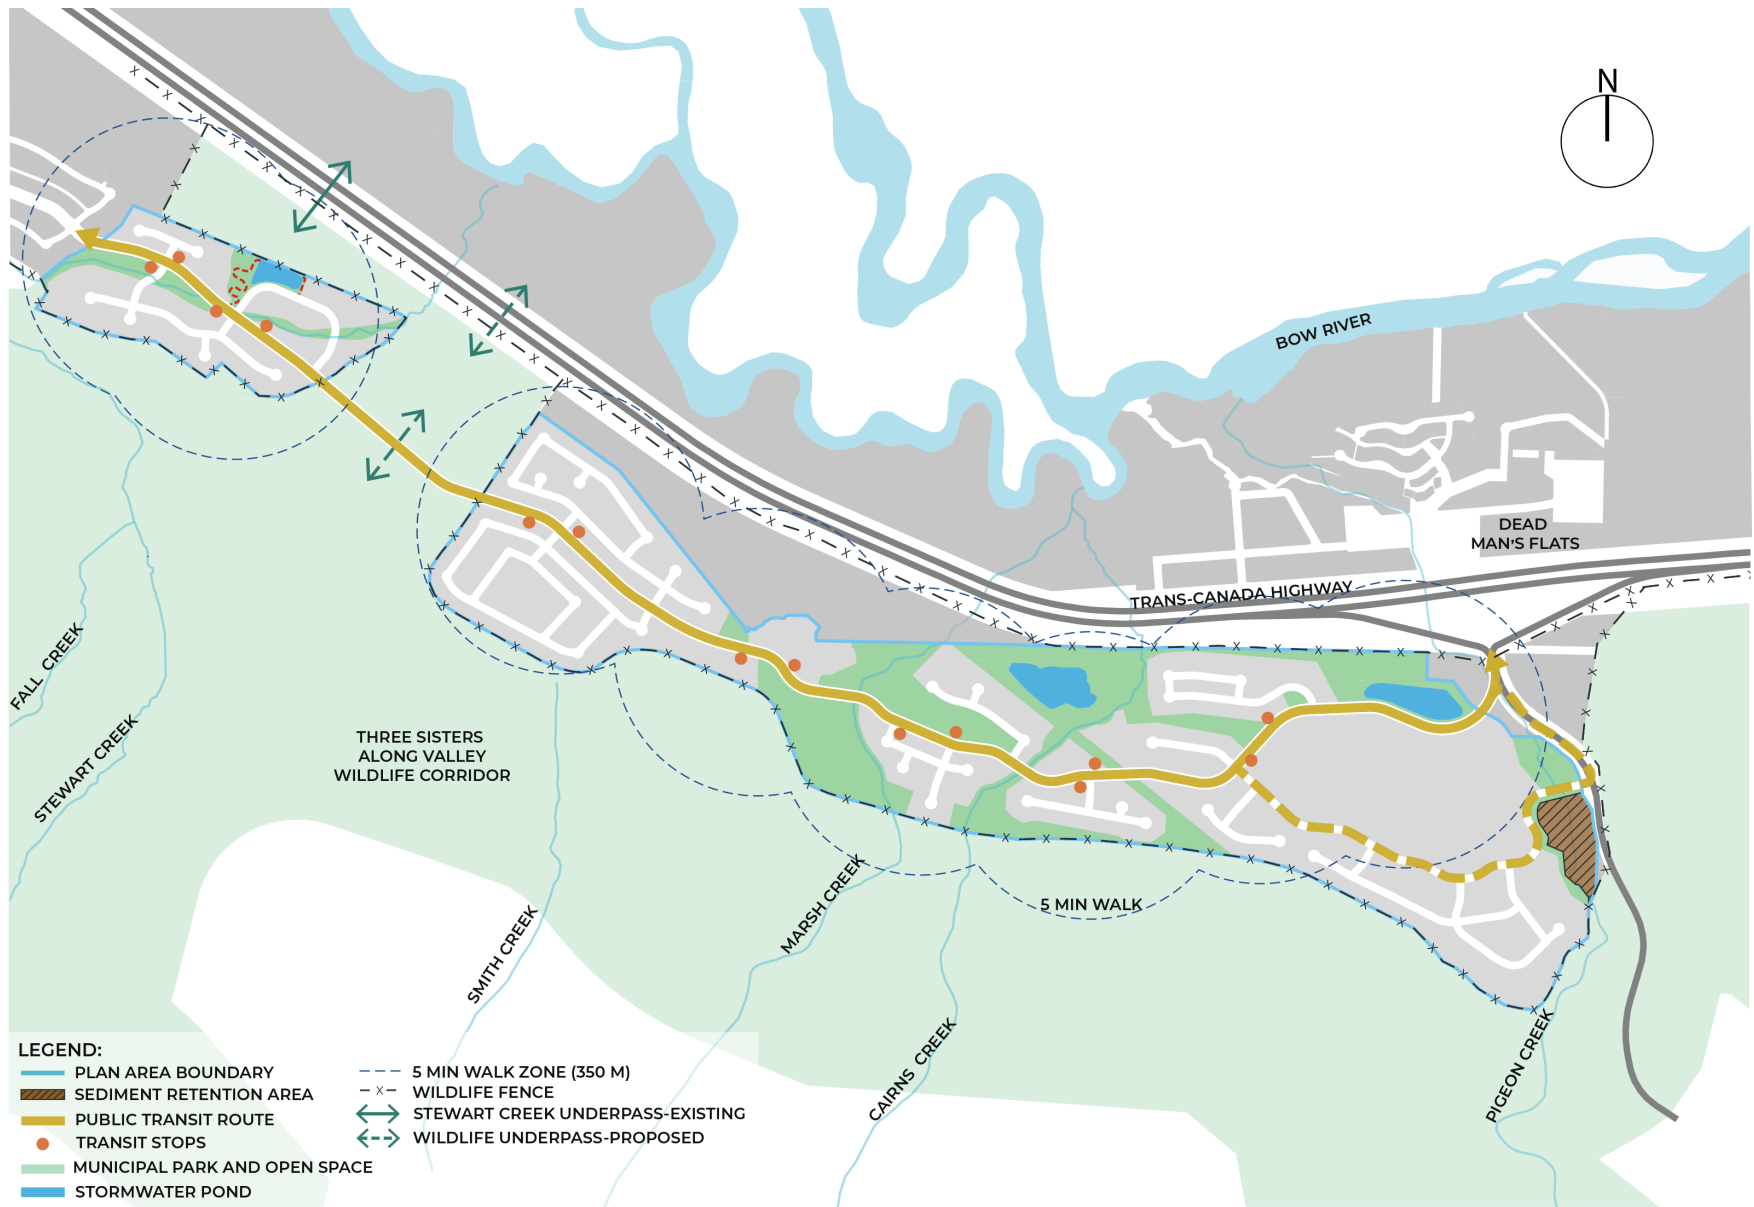 N
BOW RIVER
DEAD
MAN'S FLATS
TRANS-CANADA HIGHWAY
FALL CREEK
STEWART CREEK
THREE SISTERS
ALONG VALLEY
WILDLIFE CORRIDOR
SMITH CREEK
MARSH CREEK
5 MIN WALK
CAIRNS CREEK
PIGEON CREEK
LEGEND:
PLAN AREA BOUNDARY
SEDIMENT RETENTION AREA
PUBLIC TRANSIT ROUTE
TRANSIT STOPS
MUNICIPAL PARK AND OPEN SPACE
STORMWATER POND
5 MIN WALK ZONE (350 M)
WILDLIFE FENCE
STEWART CREEK UNDERPASS-EXISTING
WILDLIFE UNDERPASS-PROPOSED